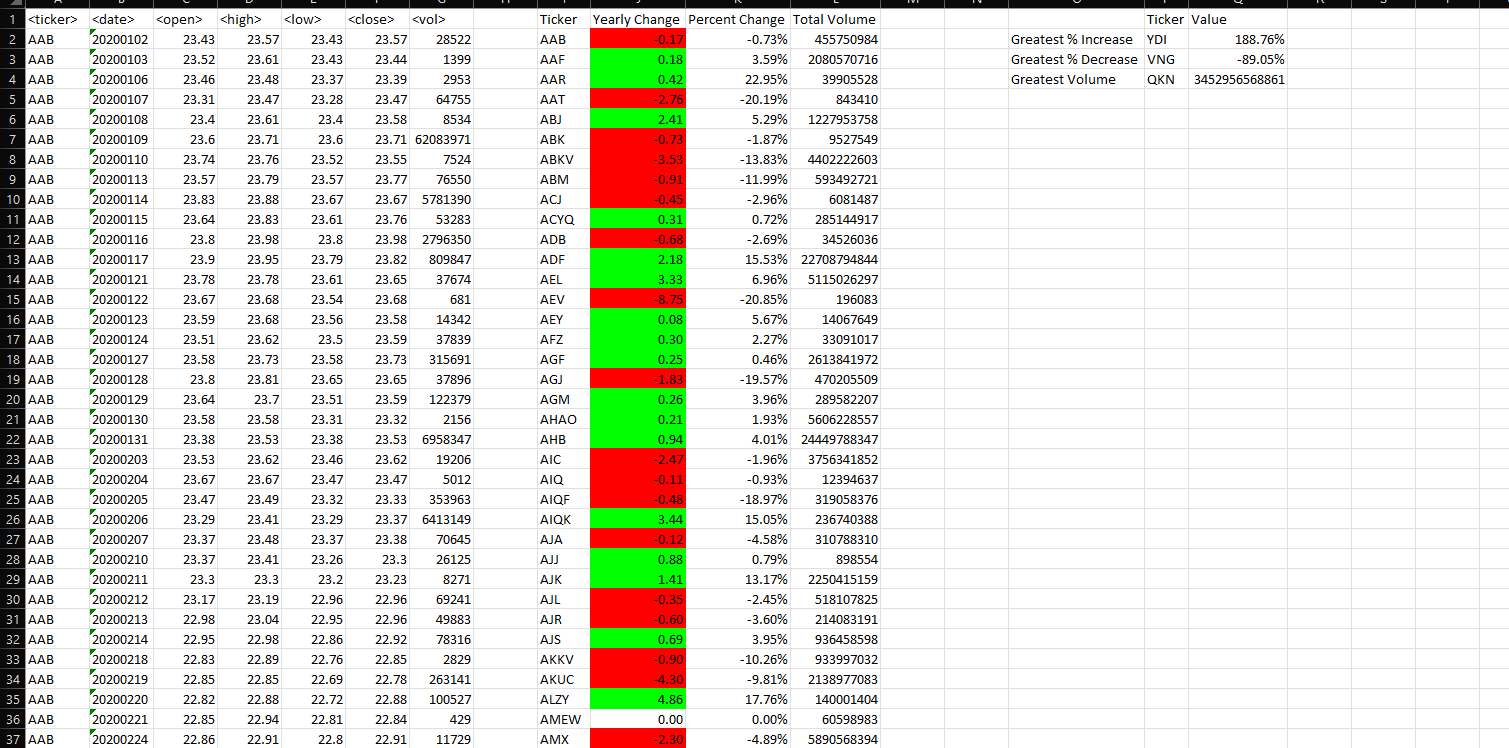 1 <ticker> <date> <open> <high> <low> <close> <vol> Ticker Yearly Change Percent Change Total Volume Ticker Value
2 AAB 20200102 23.43 23.57 23.43 23.57 28522 AAB -0.17 -0.73% 455750984 Greatest % Increase YDI 188.76%
3 AAB 20200103 23.52 23.61 23.43 23.44 1399 AAF 0.18 3.59% 2080570716 Greatest % Decrease VNG -89.05%
4 AAB 20200106 23.46 23.48 23.37 23.39 2953 AAR 0.42 22.95% 39905528 Greatest Volume QKN 3452956568861
5 AAB 20200107 23.31 23.47 23.28 23.47 64755 AAT -2.76 -20.19% 843410
6 AAB 20200108 23.4 23.61 23.4 23.58 8534 ABJ 2.41 5.29% 1227953758
7 AAB 20200109 23.6 23.71 23.6 23.71 62083971 ABK -0.73 -1.87% 9527549
8 AAB 20200110 23.74 23.76 23.52 23.55 7524 ABKV -3.53 -13.83% 4402222603
9 AAB 20200113 23.57 23.79 23.57 23.77 76550 ABM -0.91 -11.99% 593492721
10 AAB 20200114 23.83 23.88 23.67 23.67 5781390 ACJ -0.45 -2.96% 6081487
11 AAB 20200115 23.64 23.83 23.61 23.76 53283 ACYQ 0.31 0.72% 285144917
12 AAB 20200116 23.8 23.98 23.8 23.98 2796350 ADB -0.68 -2.69% 34526036
13 AAB 20200117 23.9 23.95 23.79 23.82 809847 ADF 2.18 15.53% 22708794844
14 AAB 20200121 23.78 23.78 23.61 23.65 37674 AEL 3.33 6.96% 5115026297
15 AAB 20200122 23.67 23.68 23.54 23.68 681 AEV -8.75 -20.85% 196083
16 AAB 20200123 23.59 23.68 23.56 23.58 14342 AEY 0.08 5.67% 14067649
17 AAB 20200124 23.51 23.62 23.5 23.59 37839 AFZ 0.30 2.27% 33091017
18 AAB 20200127 23.58 23.73 23.58 23.73 315691 AGF 0.25 0.46% 2613841972
19 AAB 20200128 23.8 23.81 23.65 23.65 37896 AGJ -1.83 -19.57% 470205509
20 AAB 20200129 23.64 23.7 23.51 23.59 122379 AGM 0.26 3.96% 289582207
21 AAB 20200130 23.58 23.58 23.31 23.32 2156 AHAO 0.21 1.93% 5606228557
22 AAB 20200131 23.38 23.53 23.38 23.53 6958347 AHB 0.94 4.01% 24449788347
23 AAB 20200203 23.53 23.62 23.46 23.62 19206 AIC -2.47 -1.96% 3756341852
24 AAB 20200204 23.67 23.67 23.47 23.47 5012 AIQ -0.11 -0.93% 12394637
25 AAB 20200205 23.47 23.49 23.32 23.33 353963 AIQF -0.48 -18.97% 319058376
26 AAB 20200206 23.29 23.41 23.29 23.37 6413149 AIQK 3.44 15.05% 236740388
27 AAB 20200207 23.37 23.48 23.37 23.38 70645 AJA -0.12 -4.58% 310788310
28 AAB 20200210 23.37 23.41 23.26 23.3 26125 AJJ 0.88 0.79% 898554
29 AAB 20200211 23.3 23.3 23.2 23.23 8271 AJK 1.41 13.17% 2250415159
30 AAB 20200212 23.17 23.19 22.96 22.96 69241 AJL -0.35 -2.45% 518107825
31 AAB 20200213 22.98 23.04 22.95 22.96 49883 AJR -0.60 -3.60% 214083191
32 AAB 20200214 22.95 22.98 22.86 22.92 78316 AJS 0.69 3.95% 936458598
33 AAB 20200218 22.83 22.89 22.76 22.85 2829 AKKV -0.90 -10.26% 933997032
34 AAB 20200219 22.85 22.85 22.69 22.78 263141 AKUC -4.30 -9.81% 2138977083
35 AAB 20200220 22.82 22.88 22.72 22.88 100527 ALZY 4.86 17.76% 140001404
36 AAB 20200221 22.85 22.94 22.81 22.84 429 AMEW 0.00 0.00% 60598983
37 AAB 20200224 22.86 22.91 22.8 22.91 11729 AMX -2.30 -4.89% 5890568394